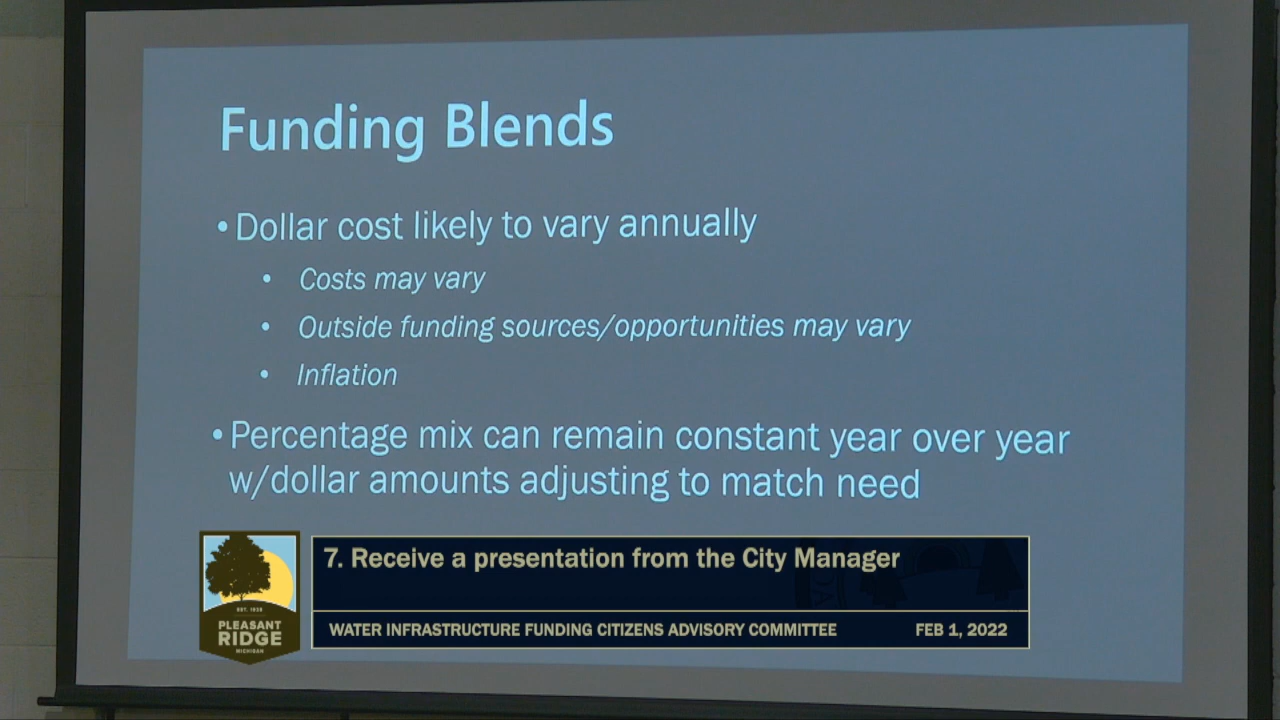 Funding Blends
• Dollar cost likely to vary annually
• Costs may vary
• Outside funding sources/opportunities may vary
• Inflation
• Percentage mix can remain constant year over year
w/dollar amounts adjusting to match need
7. Receive a presentation from the City Manager
EST. 1928
PLEASANT
RIDGE
MICHIGAN
WATER INFRASTRUCTURE FUNDING CITIZENS ADVISORY COMMITTEE FEB 1, 2022